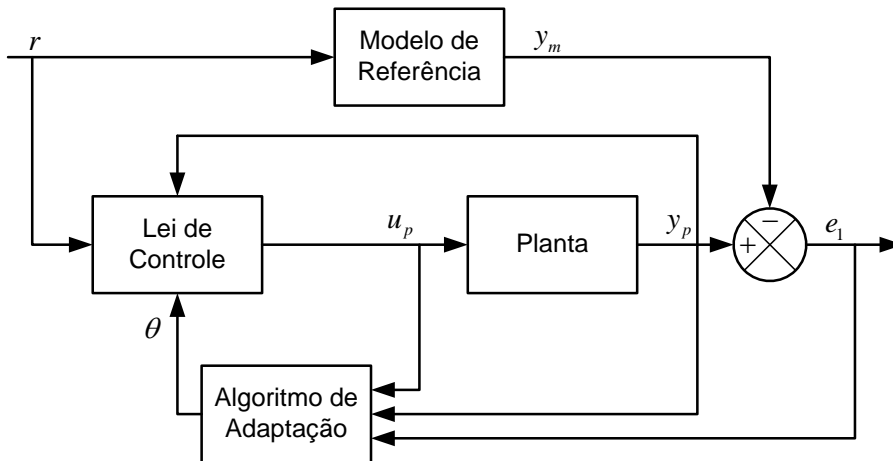 r
Modelo de
Referência
y_m
Lei de
Controle
u_p
Planta
y_p
−
+
e_1
θ
Algoritmo de
Adaptação